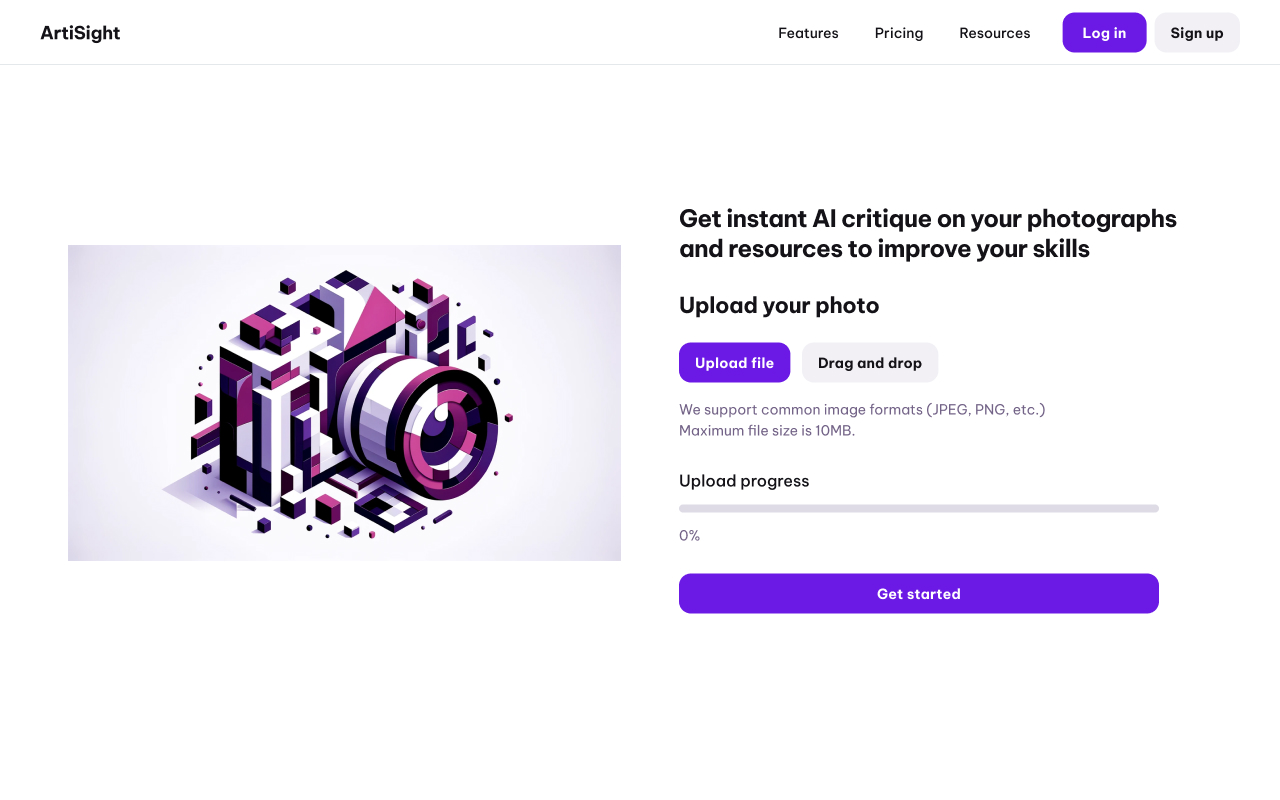 ArtiSight
Features
Pricing
Resources
Log in
Sign up
Get instant AI critique on your photographs
and resources to improve your skills
Upload your photo
Upload file
Drag and drop
We support common image formats (JPEG, PNG, etc.)
Maximum file size is 10MB.
Upload progress
0%
Get started